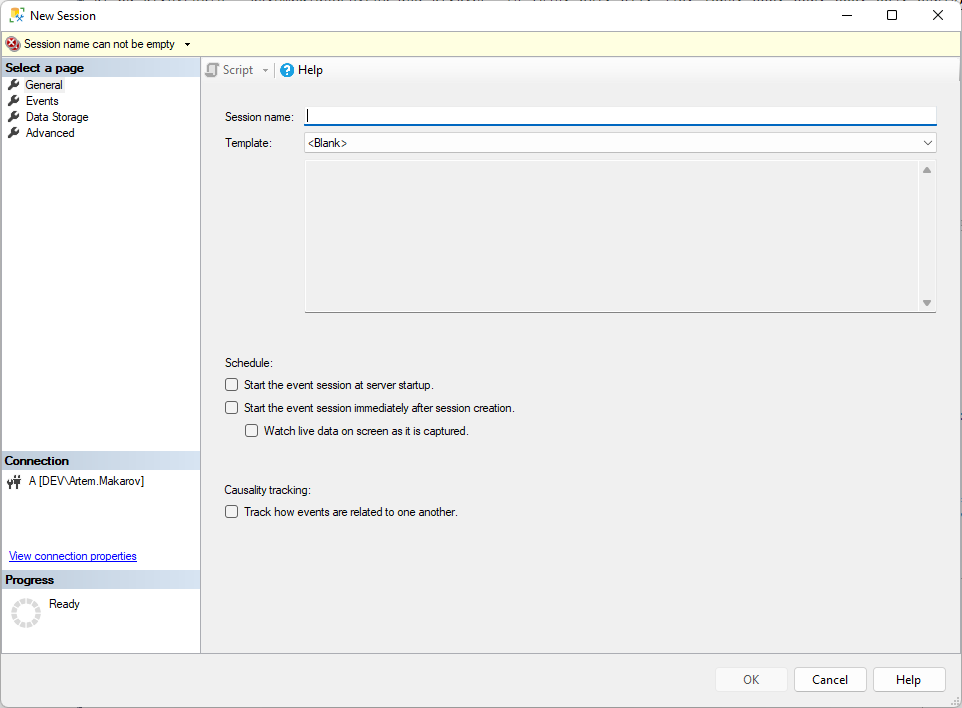 New Session
Session name can not be empty
Select a page
General
Events
Data Storage
Advanced
Connection
A [DEV\Artem.Makarov]
View connection properties
Progress
Ready
Script
Help
Session name:
Template: <Blank>
Schedule:
Start the event session at server startup.
Start the event session immediately after session creation.
Watch live data on screen as it is captured.
Causality tracking:
Track how events are related to one another.
OK Cancel Help